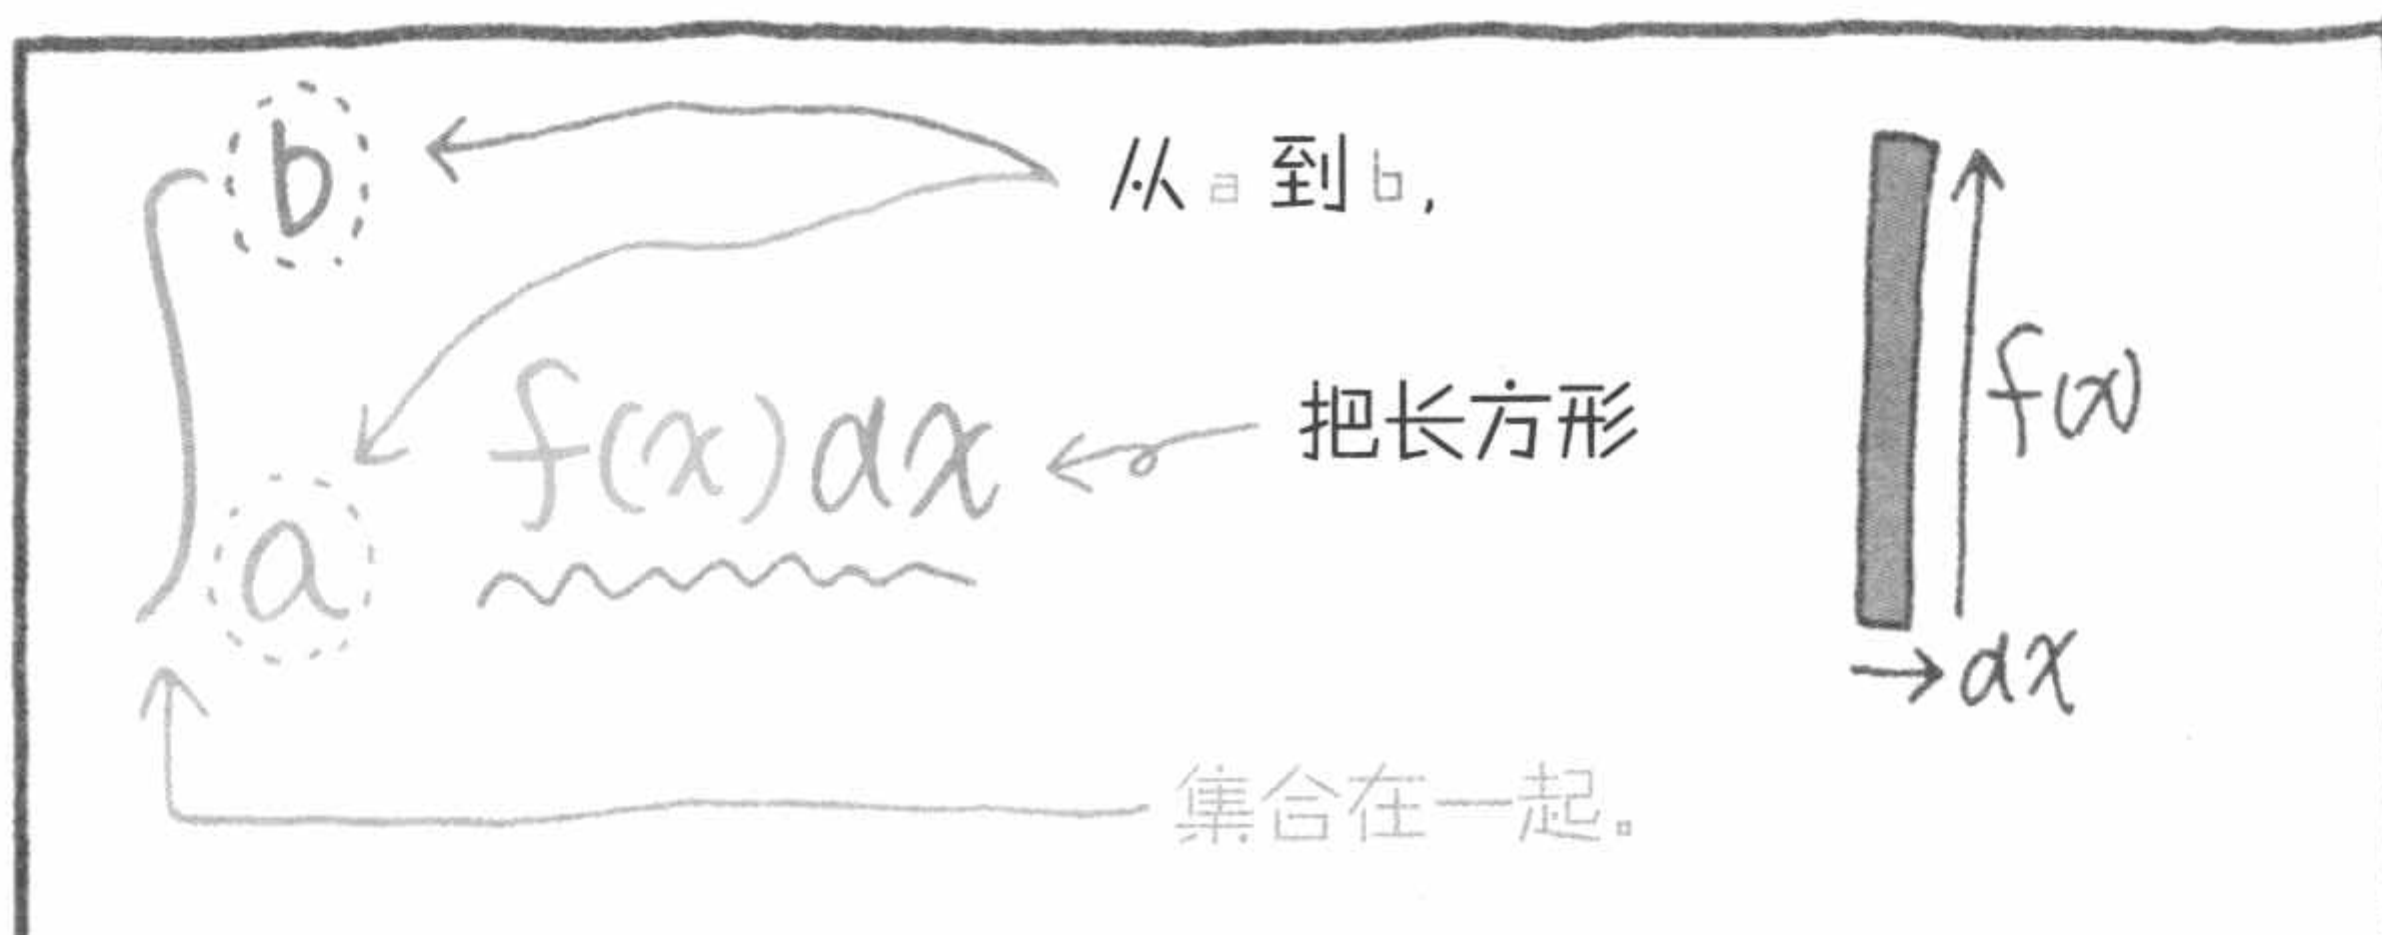 ∫
b
从 a 到 b,
a
f(x)dx
把长方形
f(x)
→dx
集合在一起。